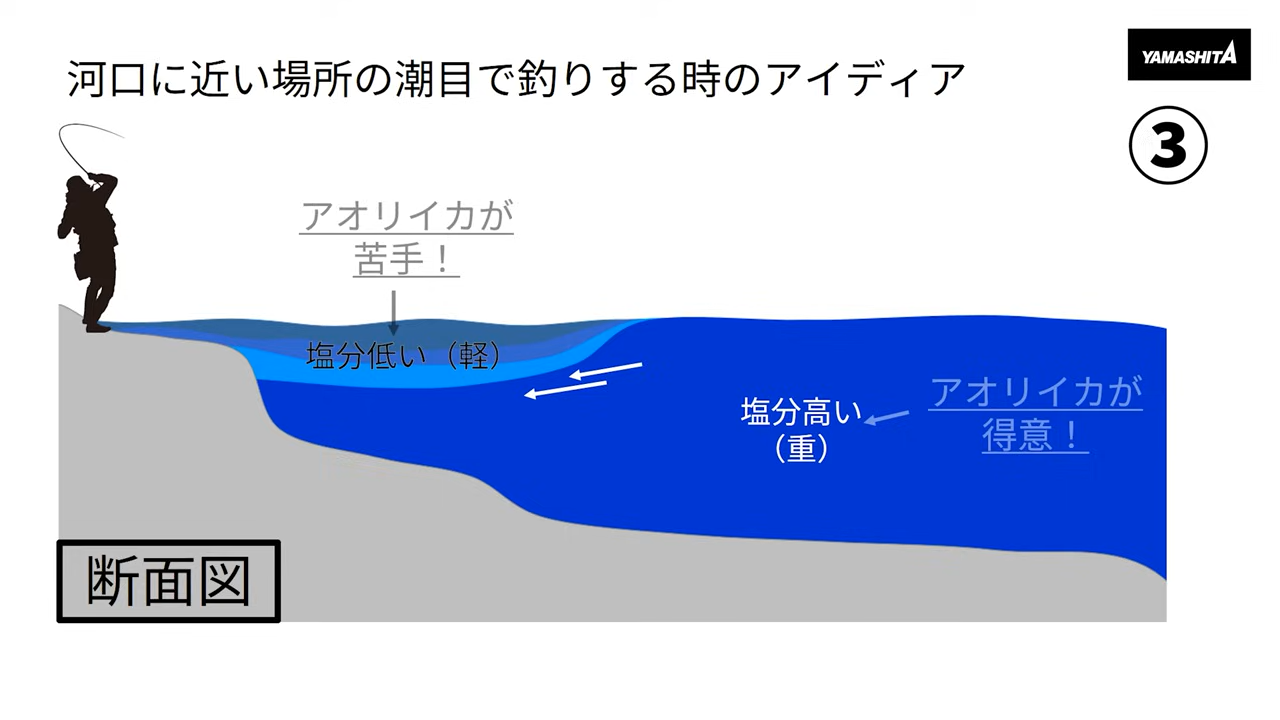 河口に近い場所の潮目で釣りする時のアイディア
YAMASHITA
③
アオリイカが
苦手！
塩分低い（軽）
アオリイカが
得意！
塩分高い
（重）
断面図